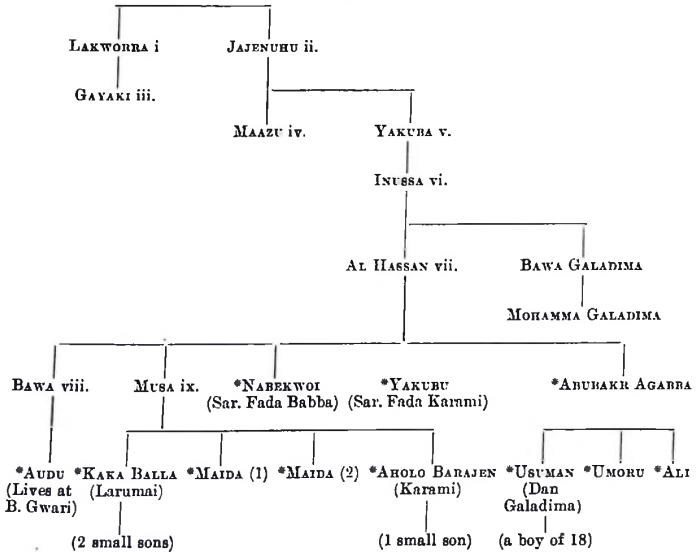 LAKWORRA i JAJENUHU ii.
GAYAKI iii.
MAAZU iv. YAKUBA v.
INUSSA vi.
AL HASSAN vii. BAWA GALADIMA
MOHAMMA GALADIMA
BAWA viii. MUSA ix. *NABEKWOI *YAKUBU *ABUBAKR AGABBA
(Sar. Fada Babba) (Sar. Fada Karami)
*AUDU *KAKA BALLA *MAIDA (1) *MAIDA (2) *AHOLO BARAJEN *USUMAN *UMORU *ALI
(Lives at (Larumai) (Karami) (Dan
B. Gwari) Galadima)
(2 small sons) (1 small son) (a boy of 18)